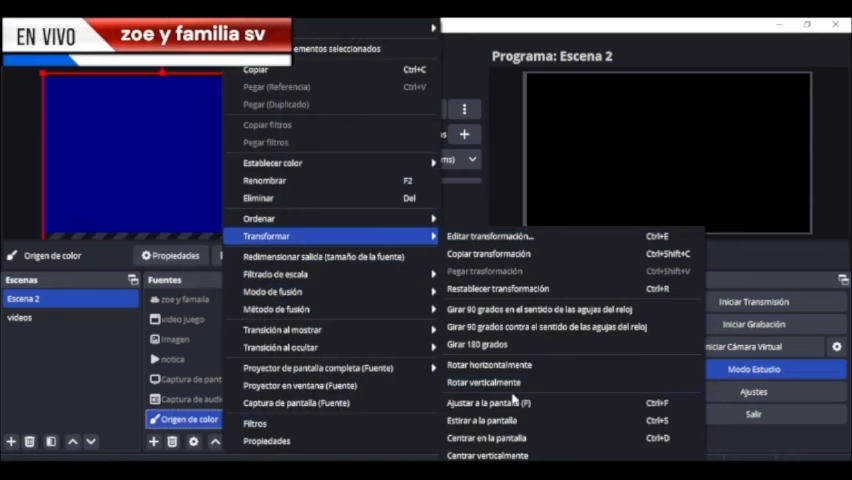 EN VIVO
zoe y familia sv
ementos seleccionados
Copiar Ctrl+C
Pegar (Referencia)
Pegar (Duplicado)
Copiar filtros
Pegar filtros
Establecer color
Renombrar F2
Eliminar Del
Ordenar
Transformar
Redimensionar salida (tamaño de la fuente)
Filtrado de escala
Modo de fusión
Método de fusión
Transición al mostrar
Transición al ocultar
Proyector de pantalla completa (Fuente)
Proyector en ventana (Fuente)
Captura de pantalla (Fuente)
Filtros
Propiedades
Editar transformación... Ctrl+E
Copiar transformación Ctrl+Shift+C
Pegar trasformación Ctrl+Shift+V
Restablecer transformación Ctrl+R
Girar 90 grados en el sentido de las agujas del reloj
Girar 90 grados contra el sentido de las agujas del reloj
Girar 180 grados
Rotar horizontalmente
Rotar verticalmente
Ajustar a la pantalla (F) Ctrl+F
Estirar a la pantalla Ctrl+S
Centrar en la pantalla Ctrl+D
Centrar verticalmente
Programa: Escena 2
ms)
Origen de color
Propiedades
Escenas
Escena 2
videos
Fuentes
zoe y famaila
video juego
Imagen
notica
Captura de pant
Captura de audio
Origen de color
Iniciar Transmisión
Iniciar Grabación
niciar Cámara Virtual
Modo Estudio
Ajustes
Salir